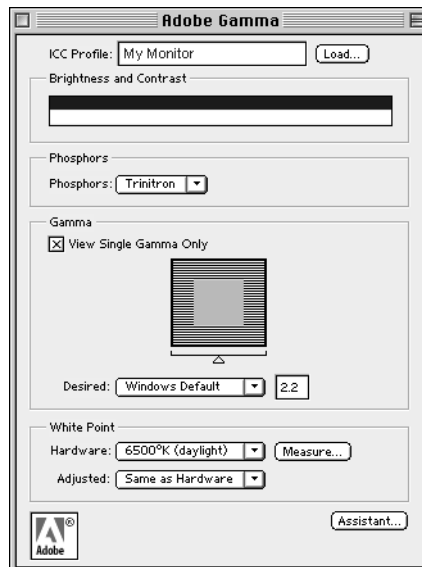 Adobe Gamma
ICC Profile: My Monitor Load...
Brightness and Contrast
Phosphors
Phosphors: Trinitron
Gamma
View Single Gamma Only
Desired: Windows Default 2.2
White Point
Hardware: 6500°K (daylight) Measure...
Adjusted: Same as Hardware
Assistant...
®
Adobe